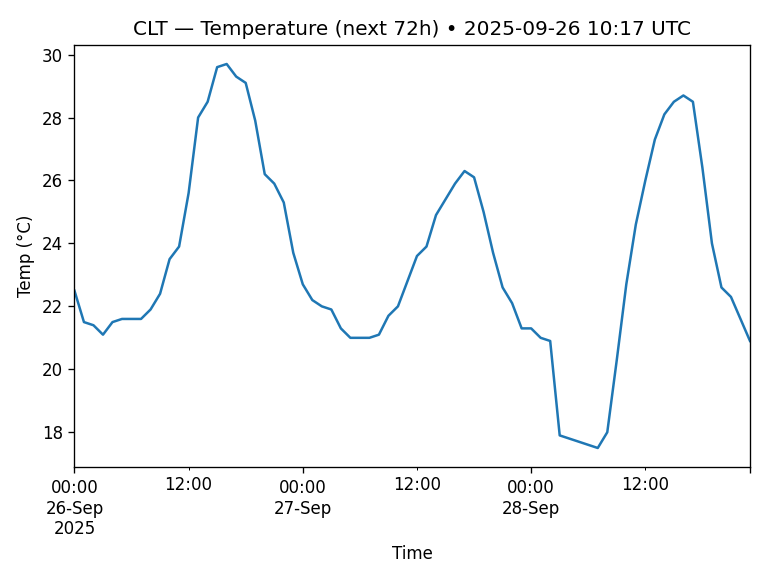 CLT — Temperature (next 72h) • 2025-09-26 10:17 UTC
30
28
26
24
22
20
18
Temp (°C)
00:00 12:00 00:00 12:00 00:00 12:00
26-Sep 27-Sep 28-Sep
2025
Time